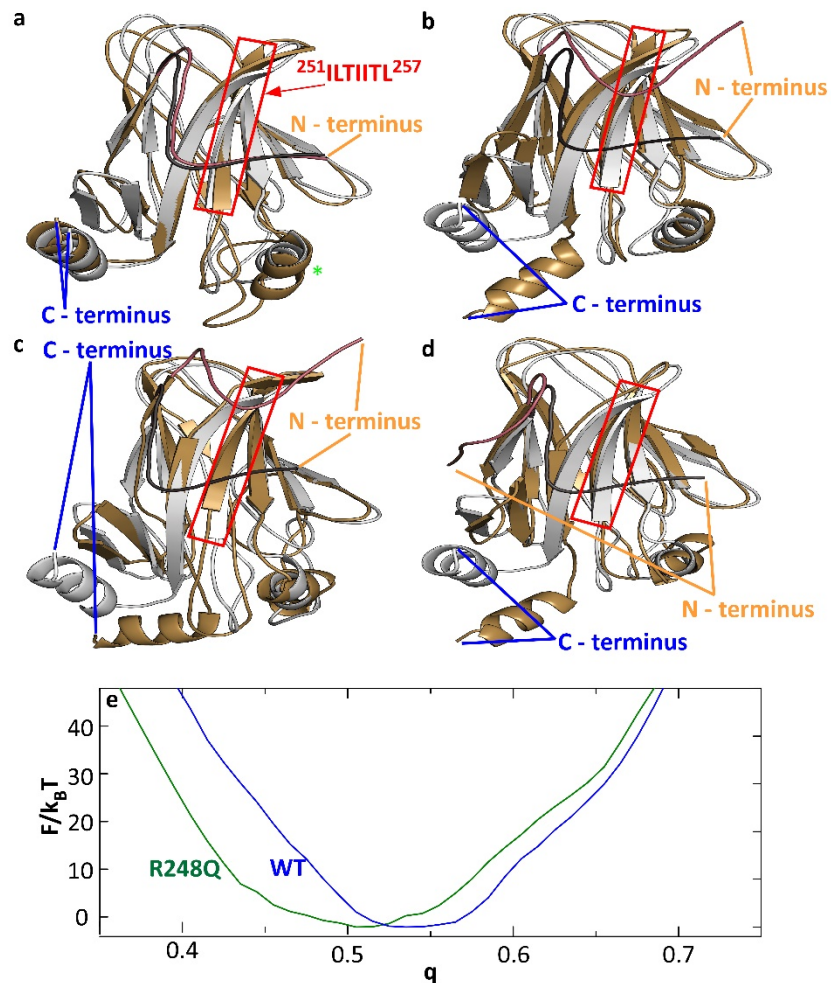 a
²⁵¹ILTIITL²⁵⁷
N - terminus
*
C - terminus
b
N - terminus
C - terminus
c
C - terminus
N - terminus
d
N - terminus
C - terminus
e
F/kBT
40
30
20
10
0
R248Q
WT
0.4
0.5
0.6
0.7
q